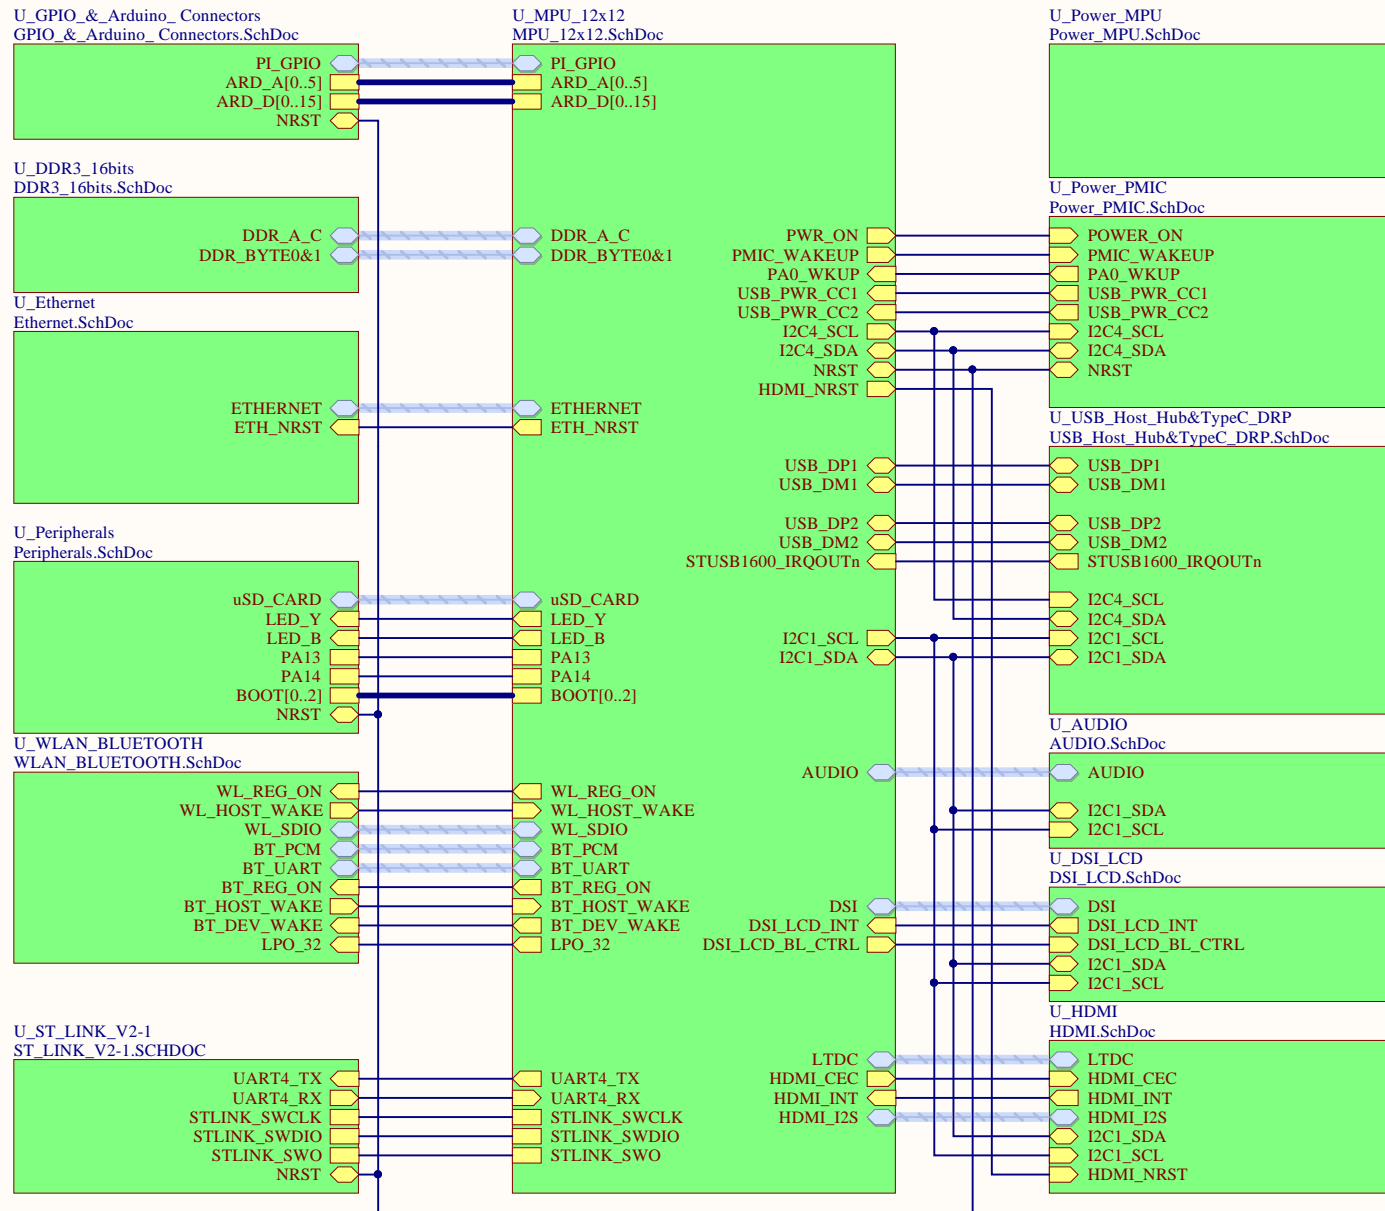 U_GPIO_&_Arduino_ Connectors
GPIO_&_Arduino_ Connectors.SchDoc
PI_GPIO
ARD_A[0..5]
ARD_D[0..15]
NRST
U_DDR3_16bits
DDR3_16bits.SchDoc
DDR_A_C
DDR_BYTE0&1
U_Ethernet
Ethernet.SchDoc
ETHERNET
ETH_NRST
U_Peripherals
Peripherals.SchDoc
uSD_CARD
LED_Y
LED_B
PA13
PA14
BOOT[0..2]
NRST
U_WLAN_BLUETOOTH
WLAN_BLUETOOTH.SchDoc
WL_REG_ON
WL_HOST_WAKE
WL_SDIO
BT_PCM
BT_UART
BT_REG_ON
BT_HOST_WAKE
BT_DEV_WAKE
LPO_32
U_ST_LINK_V2-1
ST_LINK_V2-1.SCHDOC
UART4_TX
UART4_RX
STLINK_SWCLK
STLINK_SWDIO
STLINK_SWO
NRST
U_MPU_12x12
MPU_12x12.SchDoc
PI_GPIO
ARD_A[0..5]
ARD_D[0..15]
DDR_A_C
DDR_BYTE0&1
ETHERNET
ETH_NRST
uSD_CARD
LED_Y
LED_B
PA13
PA14
BOOT[0..2]
WL_REG_ON
WL_HOST_WAKE
WL_SDIO
BT_PCM
BT_UART
BT_REG_ON
BT_HOST_WAKE
BT_DEV_WAKE
LPO_32
UART4_TX
UART4_RX
STLINK_SWCLK
STLINK_SWDIO
STLINK_SWO
PWR_ON
PMIC_WAKEUP
PA0_WKUP
USB_PWR_CC1
USB_PWR_CC2
I2C4_SCL
I2C4_SDA
NRST
HDMI_NRST
USB_DP1
USB_DM1
USB_DP2
USB_DM2
STUSB1600_IRQOUTn
I2C1_SCL
I2C1_SDA
AUDIO
DSI
DSI_LCD_INT
DSI_LCD_BL_CTRL
LTDC
HDMI_CEC
HDMI_INT
HDMI_I2S
U_Power_MPU
Power_MPU.SchDoc
U_Power_PMIC
Power_PMIC.SchDoc
POWER_ON
PMIC_WAKEUP
PA0_WKUP
USB_PWR_CC1
USB_PWR_CC2
I2C4_SCL
I2C4_SDA
NRST
U_USB_Host_Hub&TypeC_DRP
USB_Host_Hub&TypeC_DRP.SchDoc
USB_DP1
USB_DM1
USB_DP2
USB_DM2
STUSB1600_IRQOUTn
I2C4_SCL
I2C4_SDA
I2C1_SCL
I2C1_SDA
U_AUDIO
AUDIO.SchDoc
AUDIO
I2C1_SDA
I2C1_SCL
U_DSI_LCD
DSI_LCD.SchDoc
DSI
DSI_LCD_INT
DSI_LCD_BL_CTRL
I2C1_SDA
I2C1_SCL
U_HDMI
HDMI.SchDoc
LTDC
HDMI_CEC
HDMI_INT
HDMI_I2S
I2C1_SDA
I2C1_SCL
HDMI_NRST